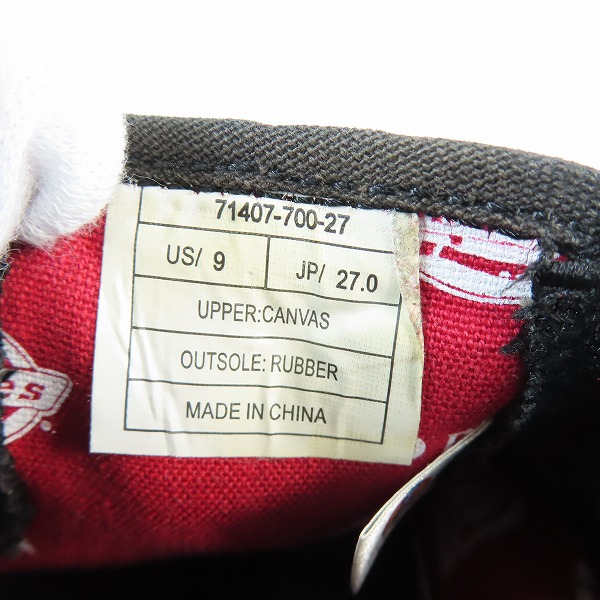 71407-700-27
US/ 9 JP/ 27.0
UPPER:CANVAS
OUTSOLE: RUBBER
MADE IN CHINA